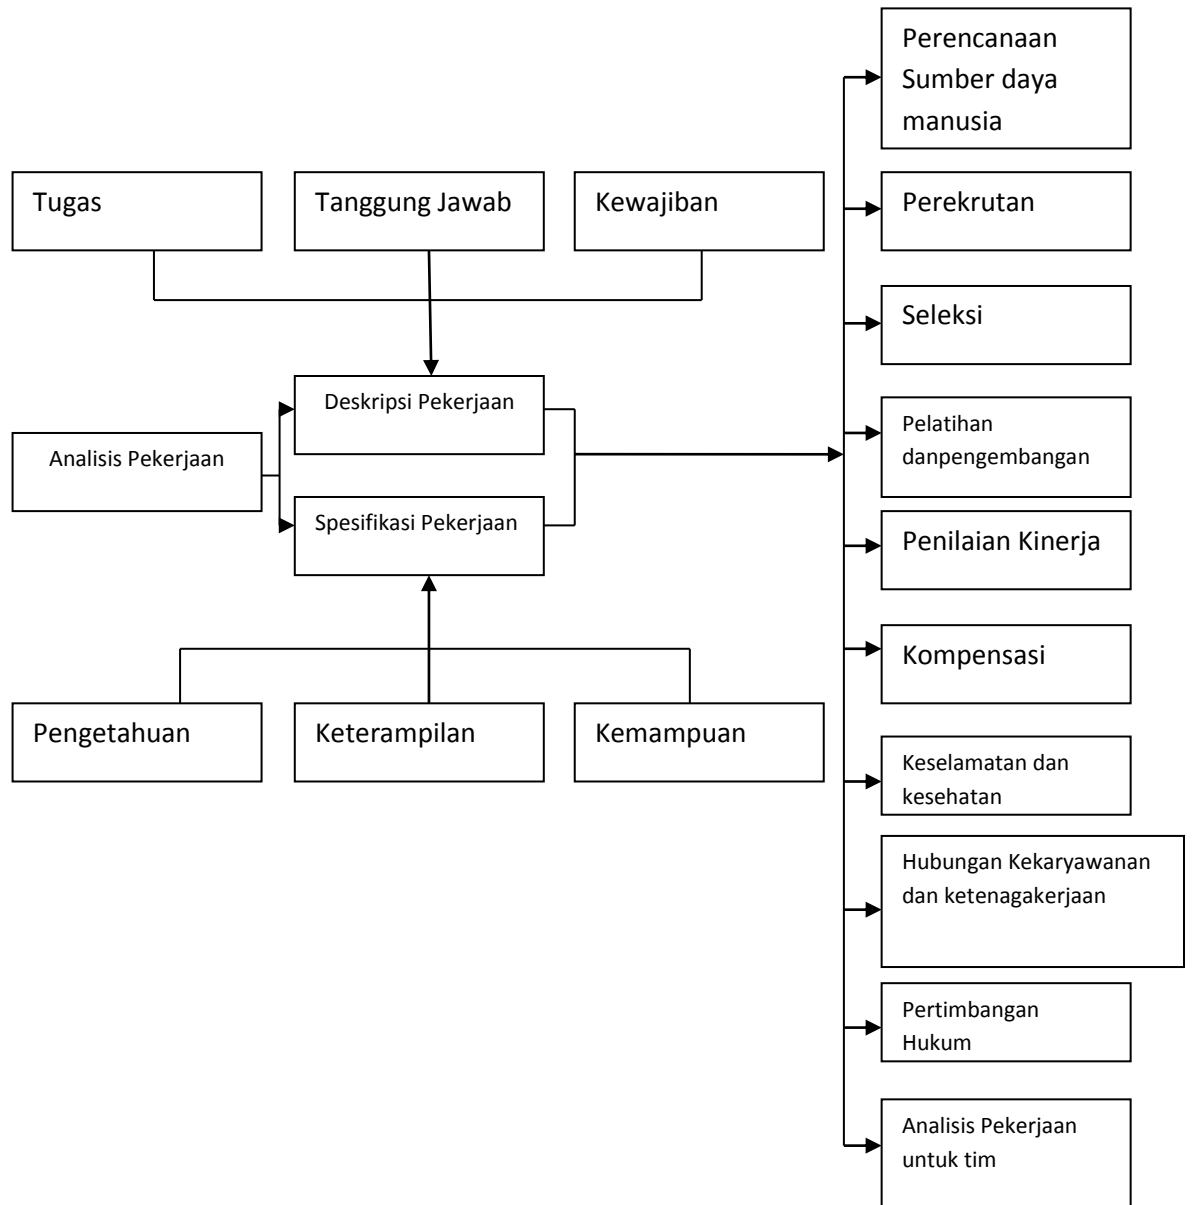 Perencanaan
Sumber daya
manusia
Tugas
Tanggung Jawab
Kewajiban
Perekrutan
Seleksi
Deskripsi Pekerjaan
Analisis Pekerjaan
Spesifikasi Pekerjaan
Pelatihan
danpengembangan
Penilaian Kinerja
Kompensasi
Pengetahuan
Keterampilan
Kemampuan
Keselamatan dan
kesehatan
Hubungan Kekaryawanan
dan ketenagakerjaan
Pertimbangan
Hukum
Analisis Pekerjaan
untuk tim